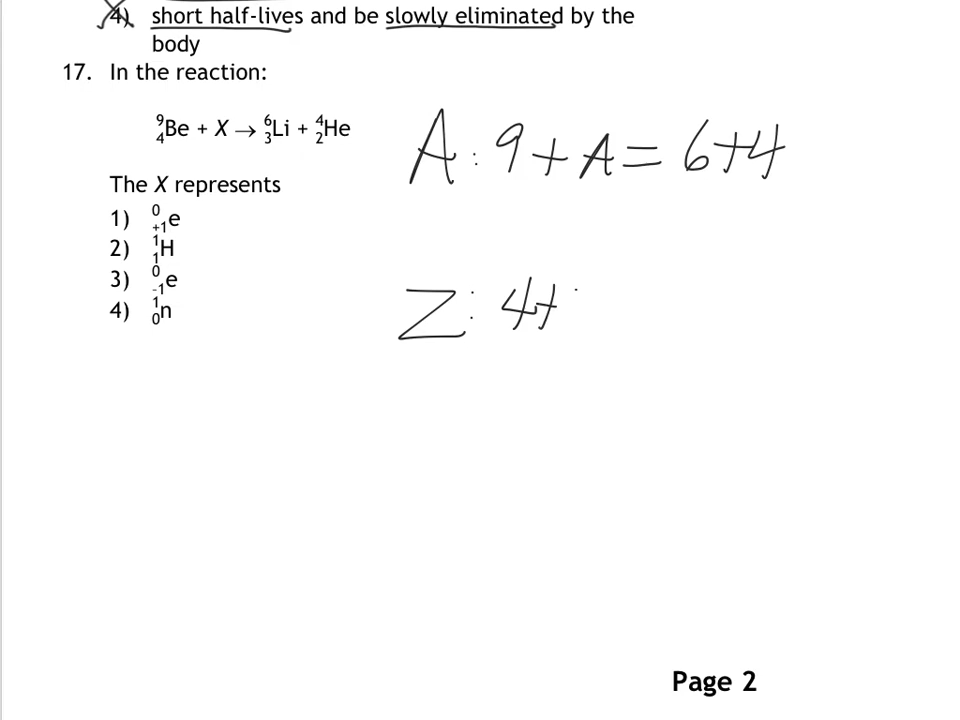 4) short half-lives and be slowly eliminated by the
body
17. In the reaction:
⁹₄Be + X → ⁶₃Li + ⁴₂He
A: 9 + A = 6 + 4
The X represents
1) ⁰₊₁e
2) ¹₁H
3) ⁰₋₁e
4) ¹₀n
Z: 4 +
Page 2